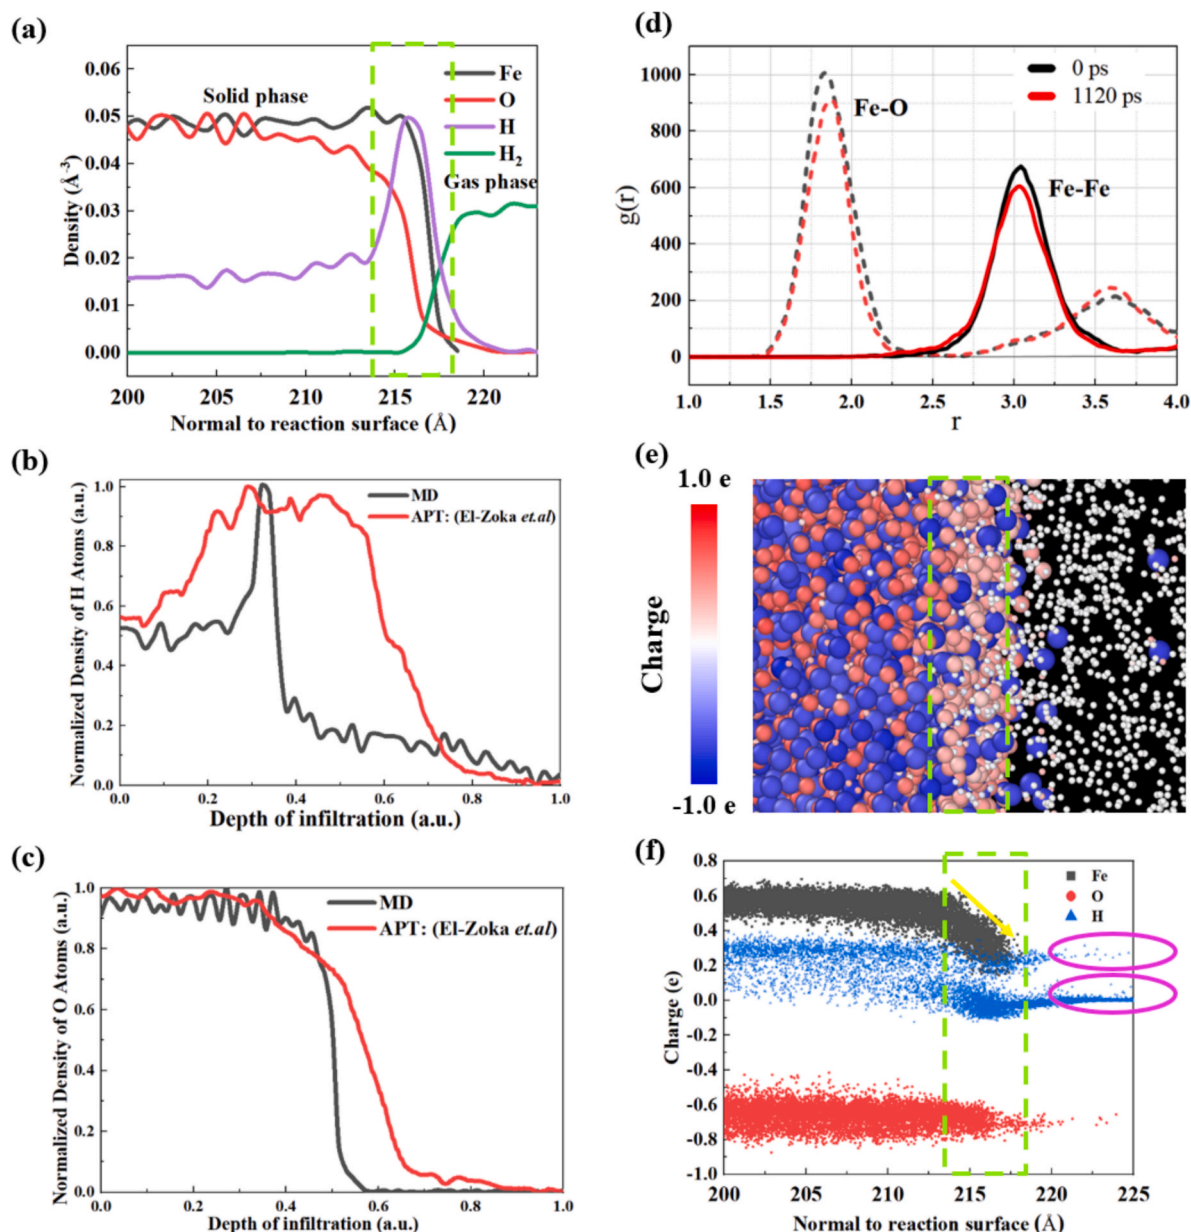 (a)
0.06
0.05
0.04
0.03
0.02
0.01
0.00
Density (Å⁻³)
Solid phase
Gas phase
Fe
O
H
H₂
200 205 210 215 220
Normal to reaction surface (Å)
(b)
1.0
0.8
0.6
0.4
0.2
0.0
Normalized Density of H Atoms (a.u.)
MD
APT: (El-Zoka et.al)
0.0 0.2 0.4 0.6 0.8 1.0
Depth of infiltration (a.u.)
(c)
1.0
0.8
0.6
0.4
0.2
0.0
Normalized Density of O Atoms (a.u.)
MD
APT: (El-Zoka et.al)
0.0 0.2 0.4 0.6 0.8 1.0
Depth of infiltration (a.u.)
(d)
1000
800
600
400
200
0
g(r)
0 ps
1120 ps
Fe-O
Fe-Fe
1.0 1.5 2.0 2.5 3.0 3.5 4.0
r
(e)
1.0 e
Charge
-1.0 e
(f)
0.8
0.6
0.4
0.2
0.0
-0.4
-0.6
-0.8
-1.0
Charge (e)
Fe
O
H
200 205 210 215 220 225
Normal to reaction surface (Å)